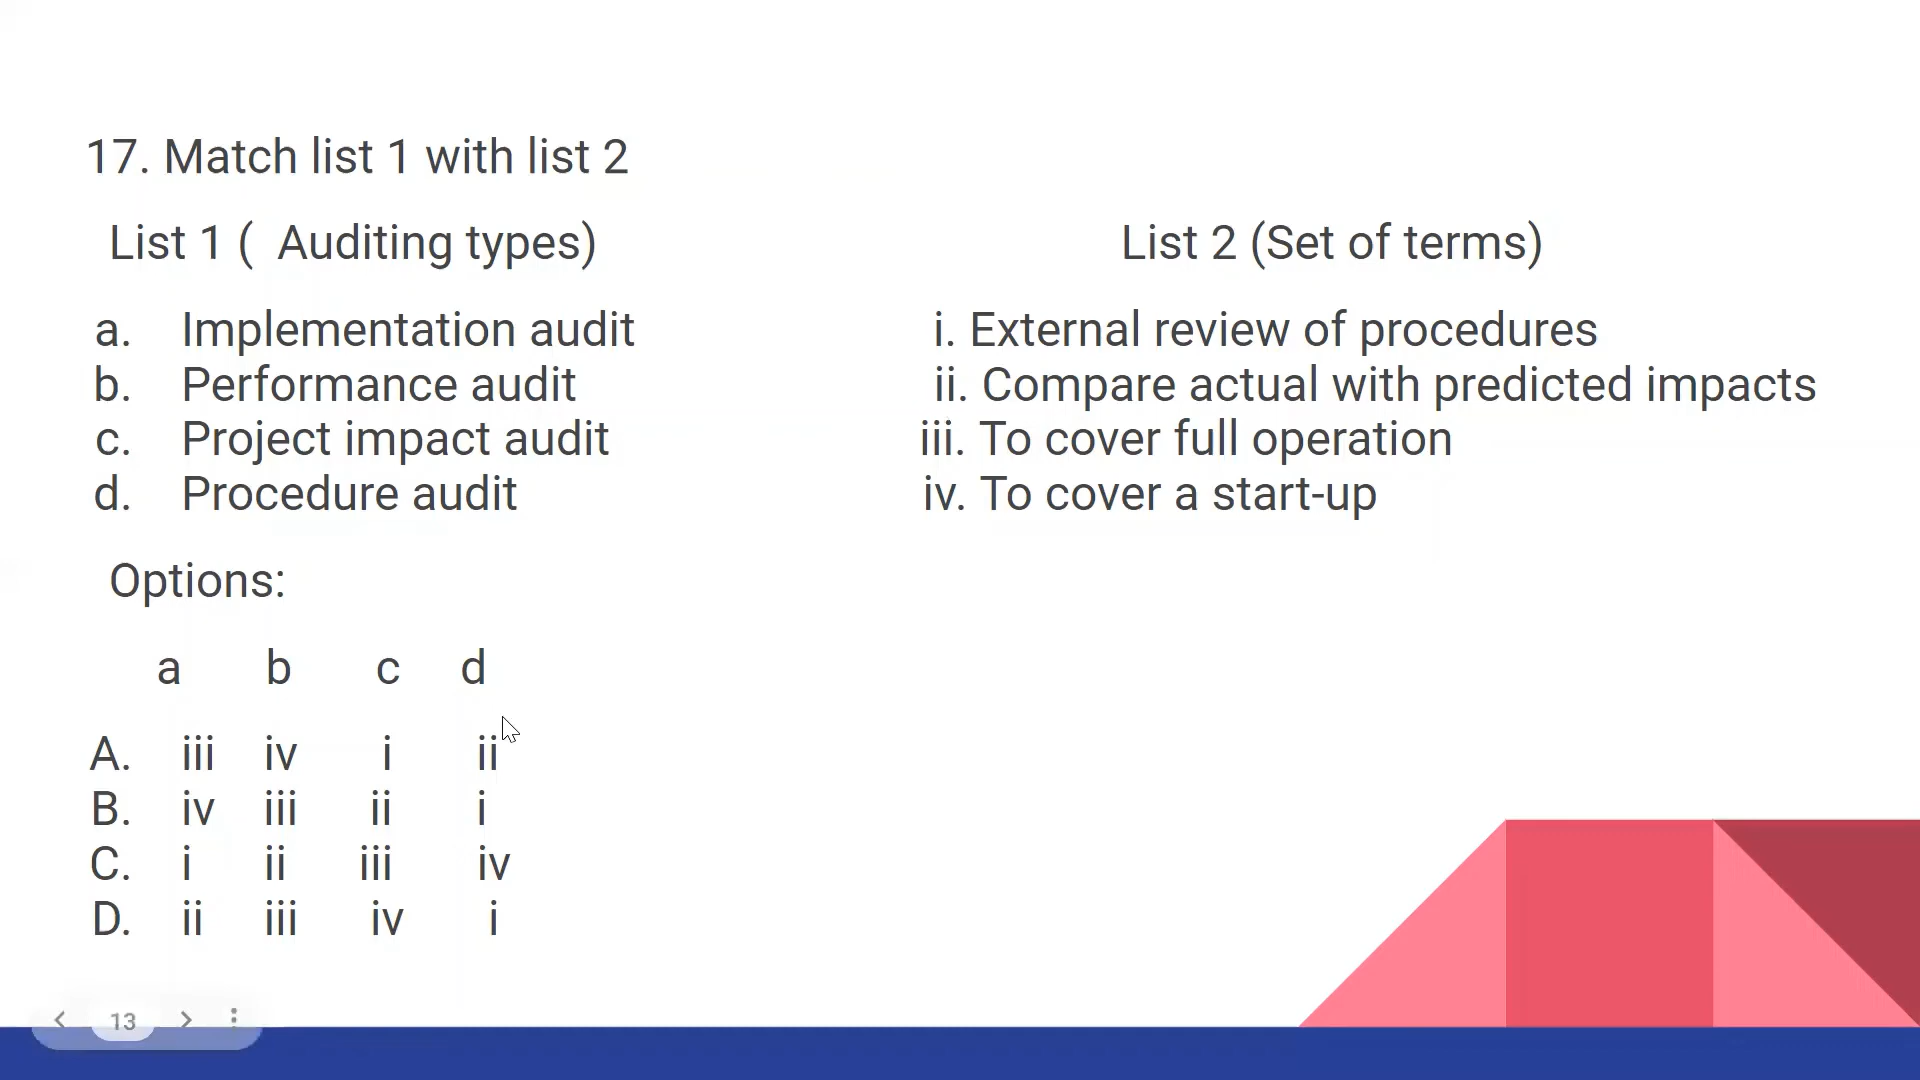 17. Match list 1 with list 2
List 1 ( Auditing types) List 2 (Set of terms)
a. Implementation audit i. External review of procedures
b. Performance audit ii. Compare actual with predicted impacts
c. Project impact audit iii. To cover full operation
d. Procedure audit iv. To cover a start-up
Options:
a b c d
A. iii iv i ii
B. iv iii ii i
C. i ii iii iv
D. ii iii iv i
13